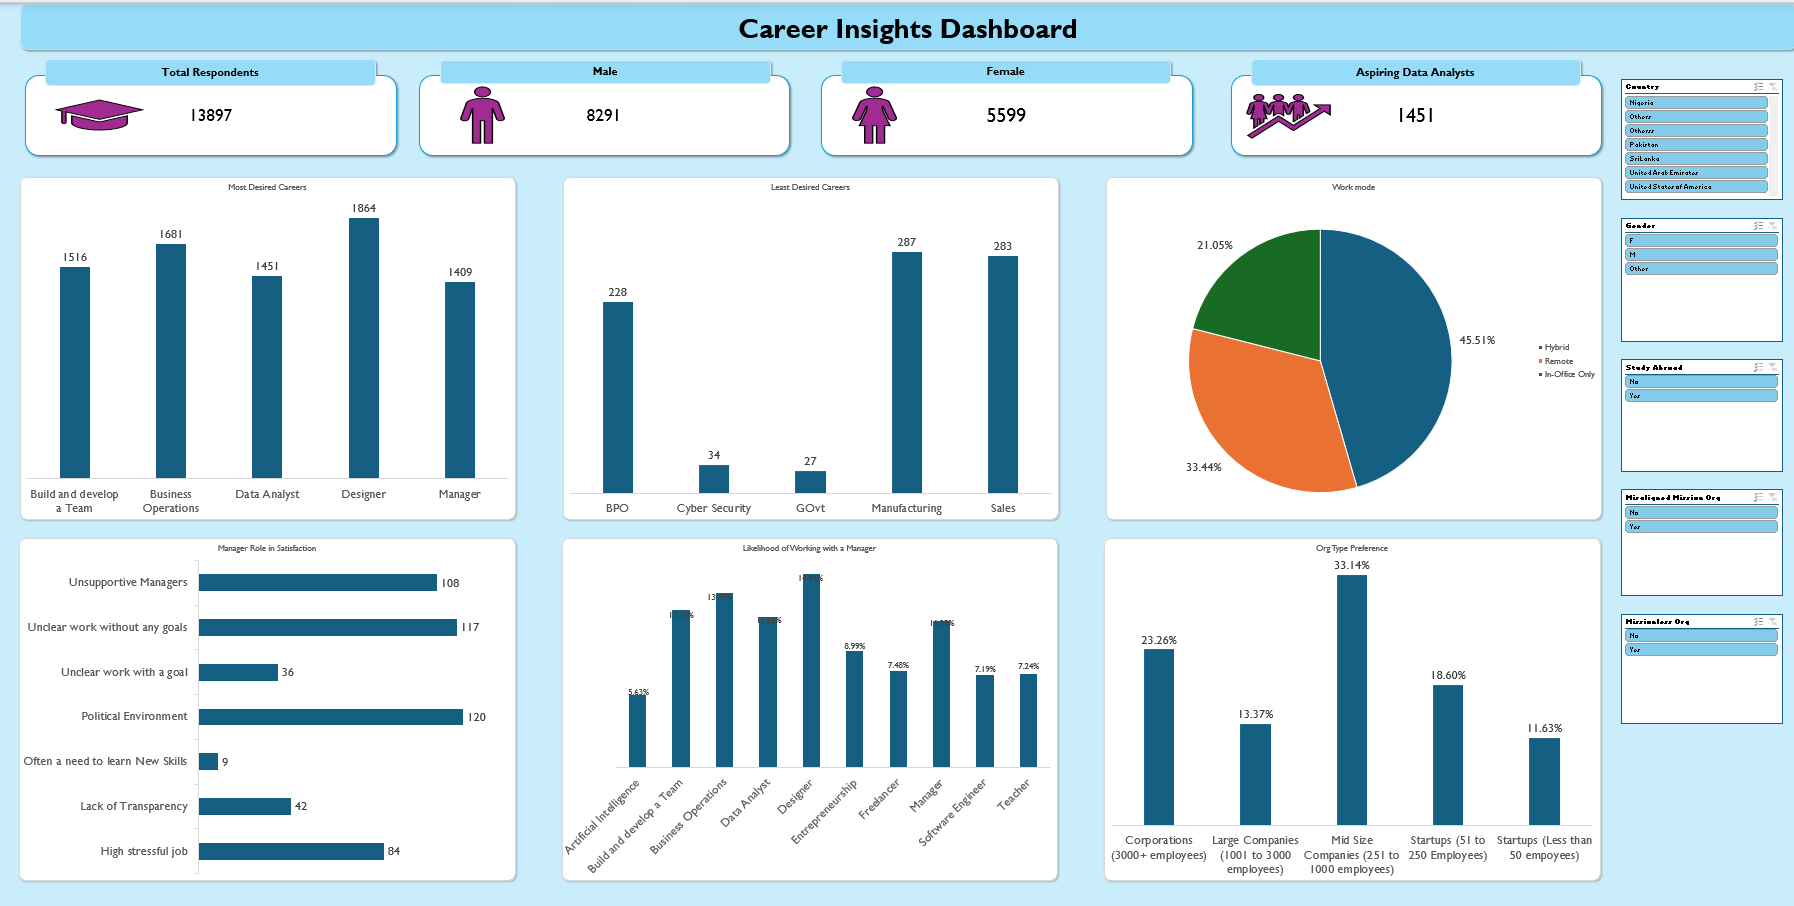 Career Insights Dashboard
Total Respondents
13897
Male
8291
Female
5599
Aspiring Data Analysts
1451
Country
Nigeria
Others
Otherss
Pakistan
SriLanka
United Arab Emirates
United States of America
Gender
F
M
Other
Study Abroad
No
Yes
Misaligned Mission Org
No
Yes
Missionless Org
No
Yes
Most Desired Careers
1516
1681
1451
1864
1409
Build and develop
a Team
Business
Operations
Data Analyst
Designer
Manager
Least Desired Careers
228
34
27
287
283
BPO
Cyber Security
GOvt
Manufacturing
Sales
Work mode
21.05%
45.51%
33.44%
Hybrid
Remote
In-Office Only
Manager Role in Satisfaction
Unsupportive Managers
108
Unclear work without any goals
117
Unclear work with a goal
36
Political Environment
120
Often a need to learn New Skills
9
Lack of Transparency
42
High stressful job
84
Likelihood of Working with a Manager
5.63%
8.99%
7.48%
7.19%
7.24%
Artificial Intelligence
Build and develop a Team
Business Operations
Data Analyst
Designer
Entrepreneurship
Freelancer
Manager
Software Engineer
Teacher
Org Type Preference
23.26%
13.37%
33.14%
18.60%
11.63%
Corporations
(3000+ employees)
Large Companies
(1001 to 3000
employees)
Mid Size
Companies (251 to
1000 employees)
Startups (51 to
250 Employees)
Startups (Less than
50 empoyees)